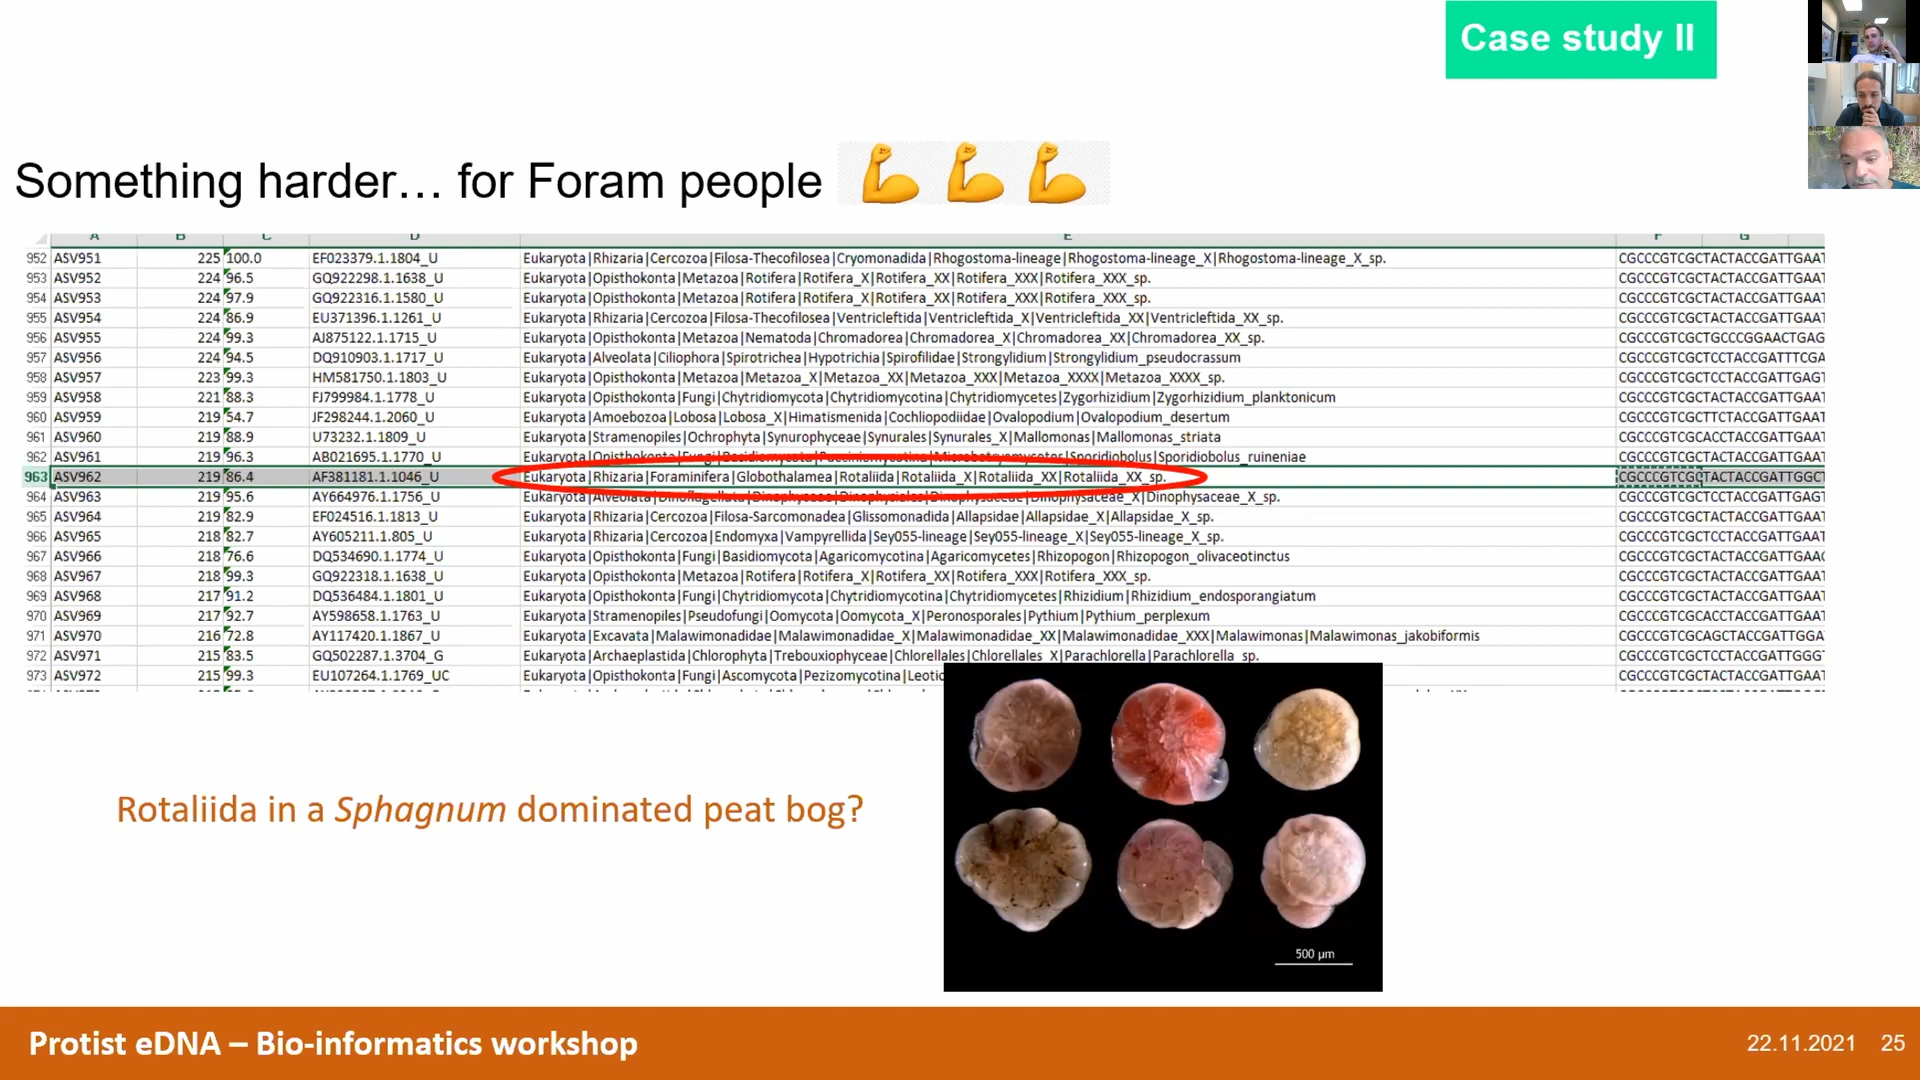 Case study II
Something harder… for Foram people
A B C D E F G
952 ASV951 225 100.0 EF023379.1.1804_U Eukaryota|Rhizaria|Cercozoa|Filosa-Thecofilosea|Cryomonadida|Rhogostoma-lineage|Rhogostoma-lineage_X|Rhogostoma-lineage_X_sp. CGCCCGTCGCTACTACCGATTGAAT
953 ASV952 224 96.5 GQ922298.1.1638_U Eukaryota|Opisthokonta|Metazoa|Rotifera|Rotifera_X|Rotifera_XX|Rotifera_XXX|Rotifera_XXX_sp. CGCCCGTCGCTACTACCGATTGAAT
954 ASV953 224 97.9 GQ922316.1.1580_U Eukaryota|Opisthokonta|Metazoa|Rotifera|Rotifera_X|Rotifera_XX|Rotifera_XXX|Rotifera_XXX_sp. CGCCCGTCGCTACTACCGATTGAAT
955 ASV954 224 86.9 EU371396.1.1261_U Eukaryota|Rhizaria|Cercozoa|Filosa-Thecofilosea|Ventricleftida|Ventricleftida_X|Ventricleftida_XX|Ventricleftida_XX_sp. CGCCCGTCGCTACTACCGATTGAAT
956 ASV955 224 99.3 AJ875122.1.1715_U Eukaryota|Opisthokonta|Metazoa|Nematoda|Chromadorea|Chromadorea_X|Chromadorea_XX|Chromadorea_XX_sp. CGCCCGTCGCTGCCCGGAACTGAG
957 ASV956 224 94.5 DQ910903.1.1717_U Eukaryota|Alveolata|Ciliophora|Spirotrichea|Hypotrichia|Spirofilidae|Strongylidium|Strongylidium_pseudocrassum CGCCCGTCGCTCCTACCGATTTCGA
958 ASV957 223 99.3 HM581750.1.1803_U Eukaryota|Opisthokonta|Metazoa|Metazoa_X|Metazoa_XX|Metazoa_XXX|Metazoa_XXXX|Metazoa_XXXX_sp. CGCCCGTCGCTCCTACCGATTGAGT
959 ASV958 221 88.3 FJ799984.1.1778_U Eukaryota|Opisthokonta|Fungi|Chytridiomycota|Chytridiomycotina|Chytridiomycetes|Zygorhizidium|Zygorhizidium_planktonicum CGCCCGTCGCTACTACCGATTGAAT
960 ASV959 219 54.7 JF298244.1.2060_U Eukaryota|Amoebozoa|Lobosa|Lobosa_X|Himatismenida|Cochliopodiidae|Ovalopodium|Ovalopodium_desertum CGCCCGTCGCTTCTACCGATTGAAT
961 ASV960 219 88.9 U73232.1.1809_U Eukaryota|Stramenopiles|Ochrophyta|Synurophyceae|Synurales|Synurales_X|Mallomonas|Mallomonas_striata CGCCCGTCGCACCTACCGATTGAAT
962 ASV961 219 96.3 AB021695.1.1770_U Eukaryota|Opisthokonta|Fungi|Basidiomycota|Pucciniomycotina|Microbotryomycetes|Sporidiobolus|Sporidiobolus_ruineniae CGCCCGTCGCTACTACCGATTGAAT
963 ASV962 219 86.4 AF381181.1.1046_U Eukaryota|Rhizaria|Foraminifera|Globothalamea|Rotaliida|Rotaliida_X|Rotaliida_XX|Rotaliida_XX_sp. CGCCCGTCGCTACTACCGATTGGCT
964 ASV963 219 95.6 AY664976.1.1756_U Eukaryota|Alveolata|Dinoflagellata|Dinophyceae|Dinophysiales|Dinophysaceae|Dinophysaceae_X|Dinophysaceae_X_sp. CGCCCGTCGCTCCTACCGATTGAGT
965 ASV964 219 82.9 EF024516.1.1813_U Eukaryota|Rhizaria|Cercozoa|Filosa-Sarcomonadea|Glissomonadida|Allapsidae|Allapsidae_X|Allapsidae_X_sp. CGCCCGTCGCTACTACCGATTGAAT
966 ASV965 218 82.7 AY605211.1.805_U Eukaryota|Rhizaria|Cercozoa|Endomyxa|Vampyrellida|Sey055-lineage|Sey055-lineage_X|Sey055-lineage_X_sp. CGCCCGTCGCTCCTACCGATTGAAT
967 ASV966 218 76.6 DQ534690.1.1774_U Eukaryota|Opisthokonta|Fungi|Basidiomycota|Agaricomycotina|Agaricomycetes|Rhizopogon|Rhizopogon_olivaceotinctus CGCCCGTCGCTACTACCGATTGAAC
968 ASV967 218 99.3 GQ922318.1.1638_U Eukaryota|Opisthokonta|Metazoa|Rotifera|Rotifera_X|Rotifera_XX|Rotifera_XXX|Rotifera_XXX_sp. CGCCCGTCGCTACTACCGATTGAAT
969 ASV968 217 91.2 DQ536484.1.1801_U Eukaryota|Opisthokonta|Fungi|Chytridiomycota|Chytridiomycotina|Chytridiomycetes|Rhizidium|Rhizidium_endosporangiatum CGCCCGTCGCTACTACCGATTGAAT
970 ASV969 217 92.7 AY598658.1.1763_U Eukaryota|Stramenopiles|Pseudofungi|Oomycota|Oomycota_X|Peronosporales|Pythium|Pythium_perplexum CGCCCGTCGCACCTACCGATTGAAT
971 ASV970 216 72.8 AY117420.1.1867_U Eukaryota|Excavata|Malawimonadidae|Malawimonadidae_X|Malawimonadidae_XX|Malawimonadidae_XXX|Malawimonas|Malawimonas_jakobiformis CGCCCGTCGCAGCTACCGATTGGA
972 ASV971 215 83.5 GQ502287.1.3704_G Eukaryota|Archaeplastida|Chlorophyta|Trebouxiophyceae|Chlorellales|Chlorellales_X|Parachlorella|Parachlorella_sp. CGCCCGTCGCTCCTACCGATTGGGT
973 ASV972 215 99.3 EU107264.1.1769_UC Eukaryota|Opisthokonta|Fungi|Ascomycota|Pezizomycotina|Leotic CGCCCGTCGCTACTACCGATTGAAT
Rotaliida in a Sphagnum dominated peat bog?
500 µm
Protist eDNA – Bio-informatics workshop
22.11.2021 25